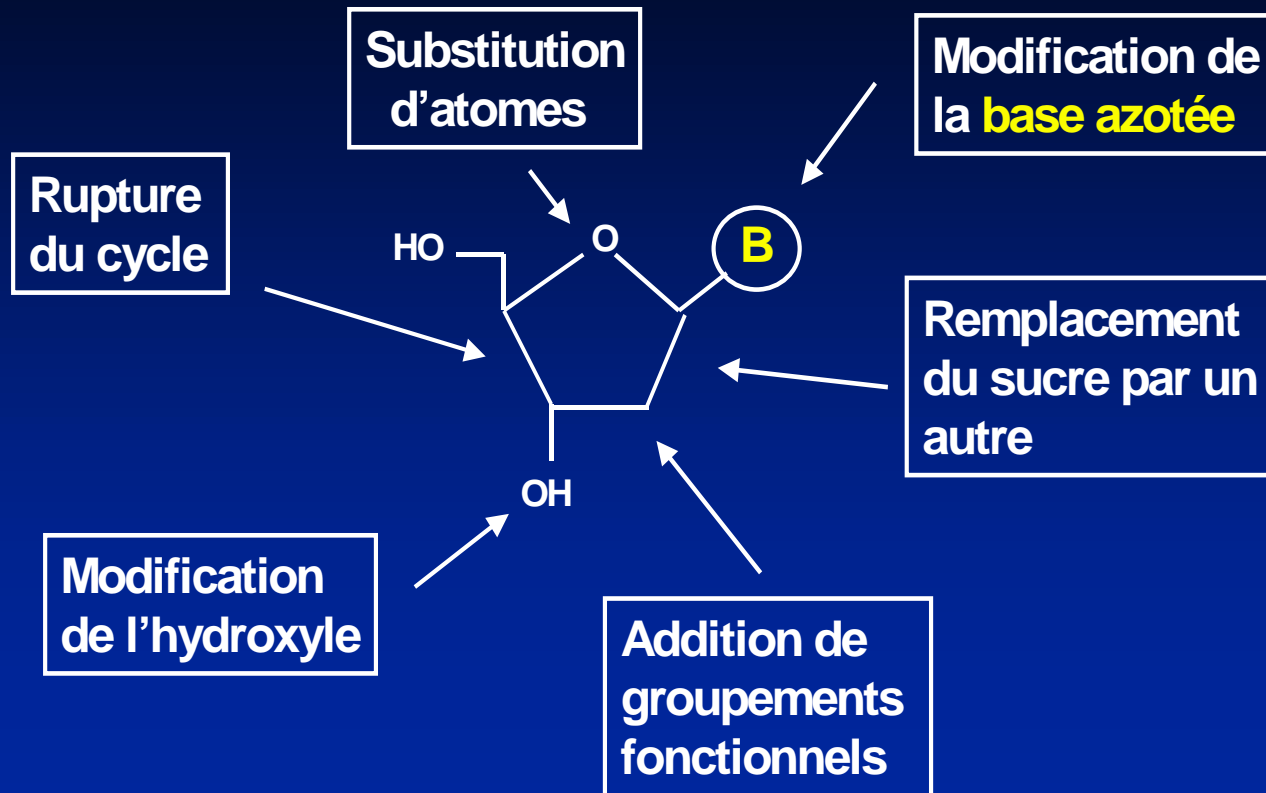 Substitution
d'atomes
Modification de
la base azotée
Rupture
du cycle
HO
O
B
Remplacement
du sucre par un
autre
OH
Modification
de l'hydroxyle
Addition de
groupements
fonctionnels